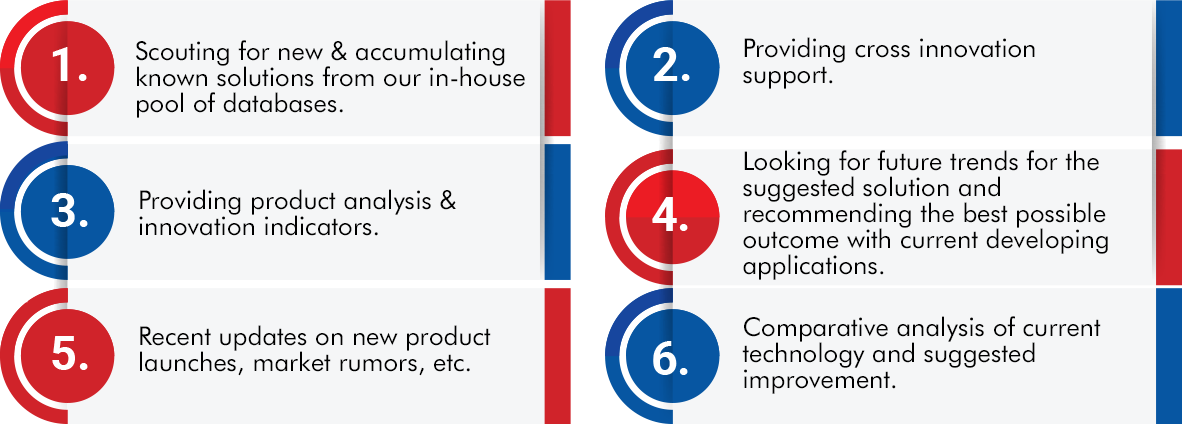 1.
Scouting for new & accumulating
known solutions from our in-house
pool of databases.
2.
Providing cross innovation
support.
3.
Providing product analysis &
innovation indicators.
4.
Looking for future trends for the
suggested solution and
recommending the best possible
outcome with current developing
applications.
5.
Recent updates on new product
launches, market rumors, etc.
6.
Comparative analysis of current
technology and suggested
improvement.